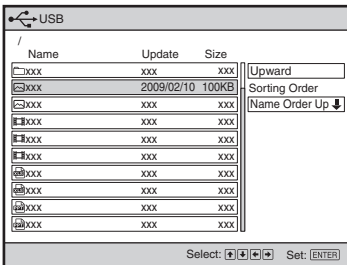 USB
/
Name Update Size
xxx xxx xxx
xxx 2009/02/10 100KB
xxx xxx xxx
xxx xxx xxx
xxx xxx xxx
xxx xxx xxx
xxx xxx xxx
xxx xxx xxx
xxx xxx xxx
xxx xxx xxx
Upward
Sorting Order
Name Order Up
Select: Set: ENTER